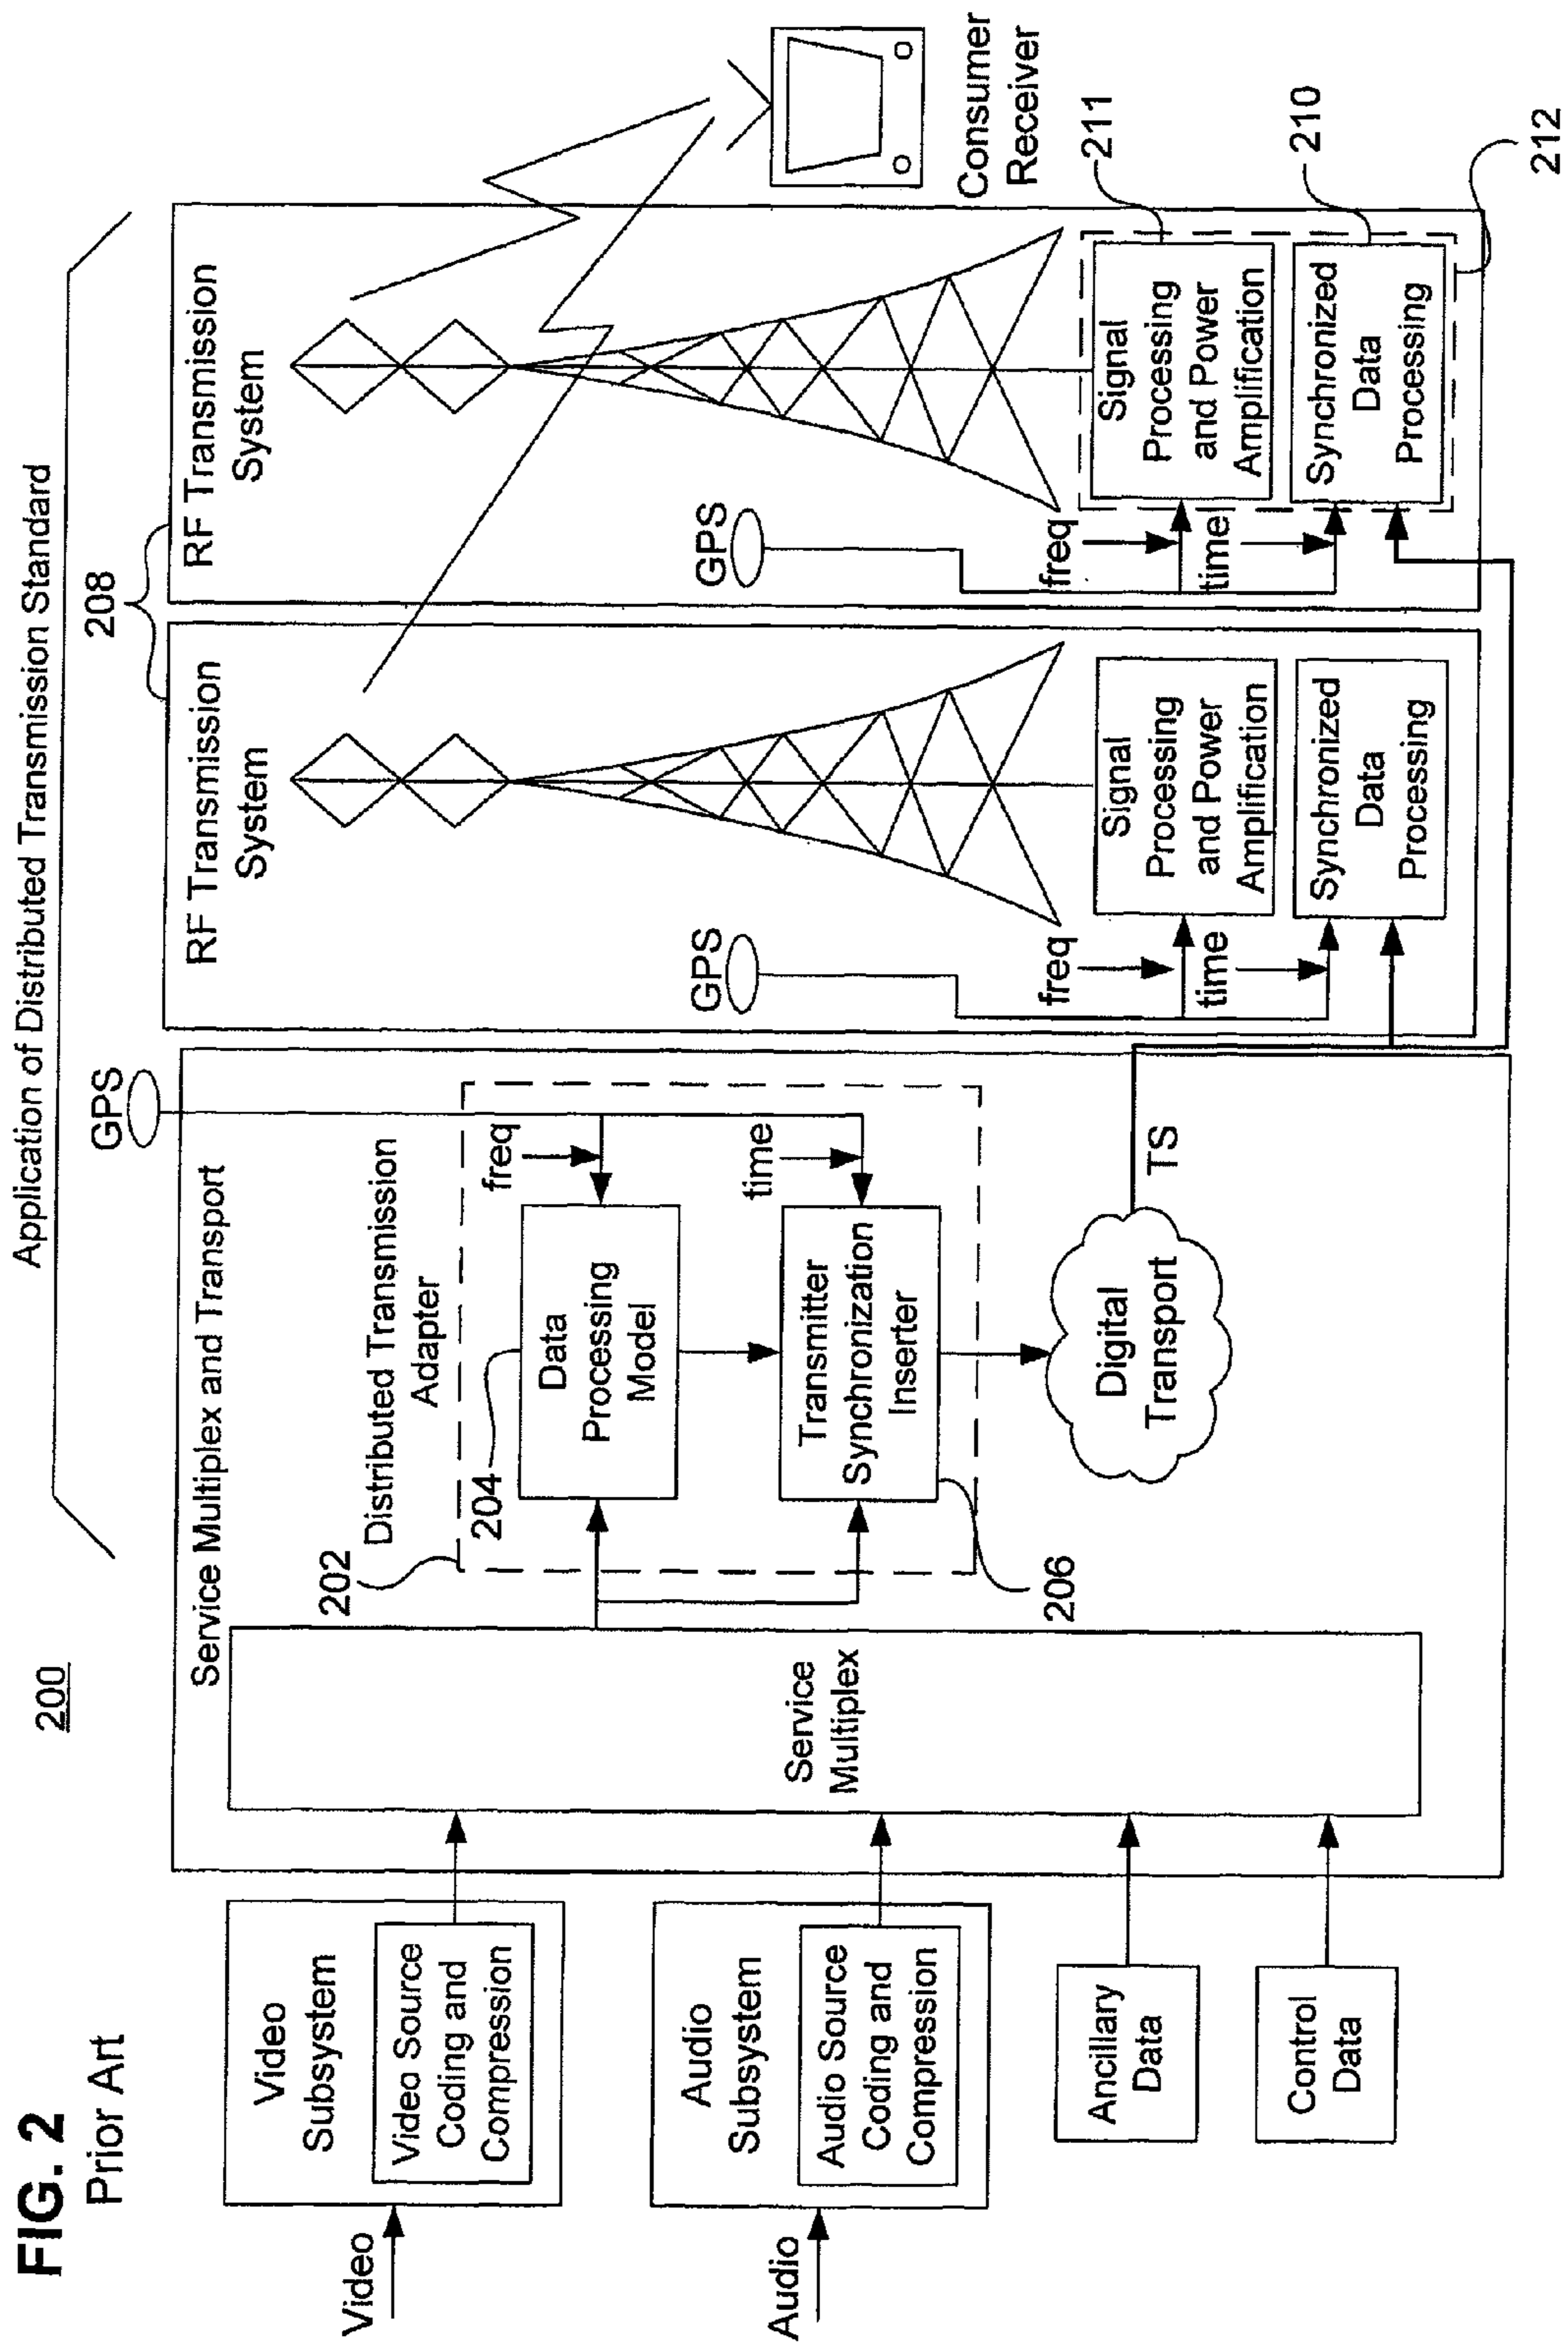 FIG. 2
Prior Art
200
Application of Distributed Transmission Standard
Video
Video
Subsystem
Video Source
Coding and
Compression
Audio
Audio
Subsystem
Audio Source
Coding and
Compression
Ancillary
Data
Control
Data
Service Multiplex and Transport
Service
Multiplex
GPS
202
Distributed Transmission
Adapter
204
freq
Data
Processing
Model
time
Transmitter
Synchronization
Inserter
206
Digital
Transport
TS
208
RF Transmission
System
GPS
freq
Signal
Processing
and Power
Amplification
time
Synchronized
Data
Processing
RF Transmission
System
GPS
freq
Signal
Processing
and Power
Amplification
time
Synchronized
Data
Processing
Consumer
Receiver
211
210
212